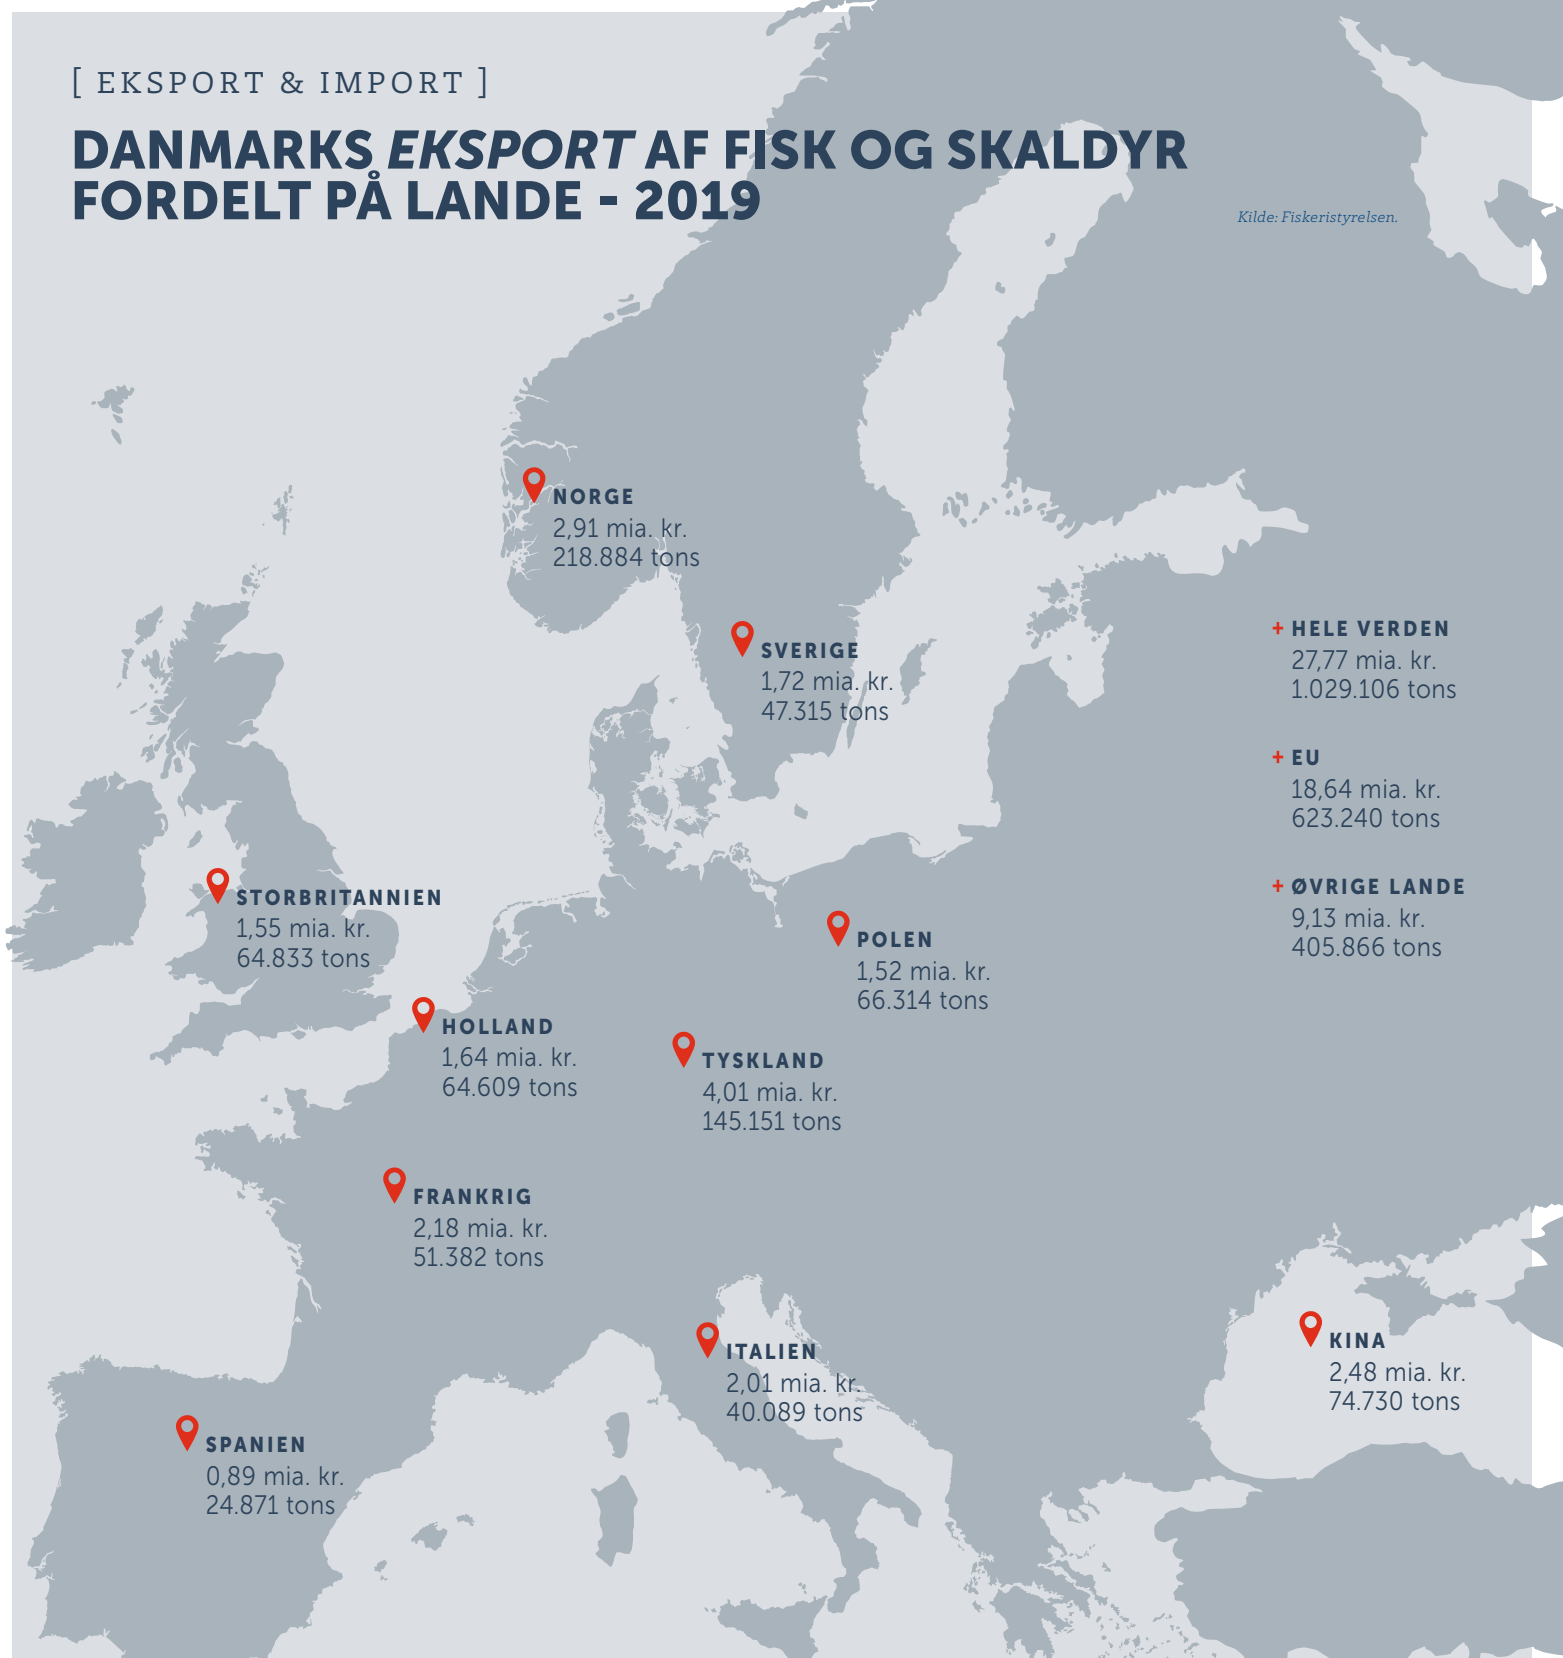 [ EKSPORT & IMPORT ]
DANMARKS EKSPORT AF FISK OG SKALDYR
FORDELT PÅ LANDE - 2019
Kilde: Fiskeristyrelsen.
NORGE
2,91 mia. kr.
218.884 tons
SVERIGE
1,72 mia. kr.
47.315 tons
+ HELE VERDEN
27,77 mia. kr.
1.029.106 tons
+ EU
18,64 mia. kr.
623.240 tons
+ ØVRIGE LANDE
9,13 mia. kr.
405.866 tons
STORBRITANNIEN
1,55 mia. kr.
64.833 tons
POLEN
1,52 mia. kr.
66.314 tons
HOLLAND
1,64 mia. kr.
64.609 tons
TYSKLAND
4,01 mia. kr.
145.151 tons
FRANKRIG
2,18 mia. kr.
51.382 tons
ITALIEN
2,01 mia. kr.
40.089 tons
KINA
2,48 mia. kr.
74.730 tons
SPANIEN
0,89 mia. kr.
24.871 tons